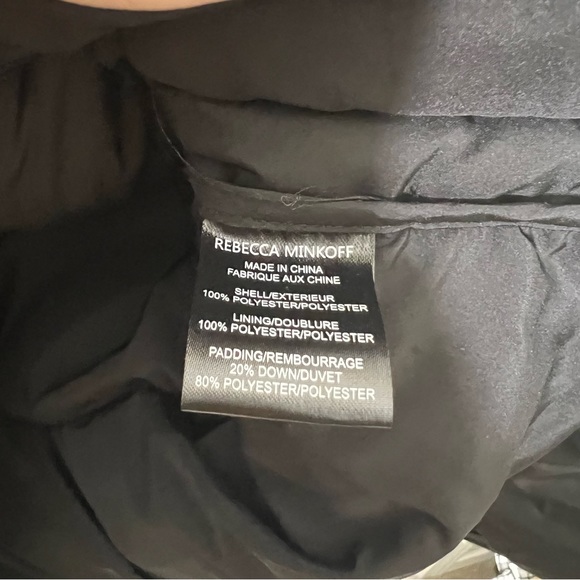 REBECCA MINKOFF
MADE IN CHINA
FABRIQUE AUX CHINE
SHELL/EXTERIEUR
100% POLYESTER/POLYESTER
LINING/DOUBLURE
100% POLYESTER/POLYESTER
PADDING/REMBOURRAGE
20% DOWN/DUVET
80% POLYESTER/POLYESTER